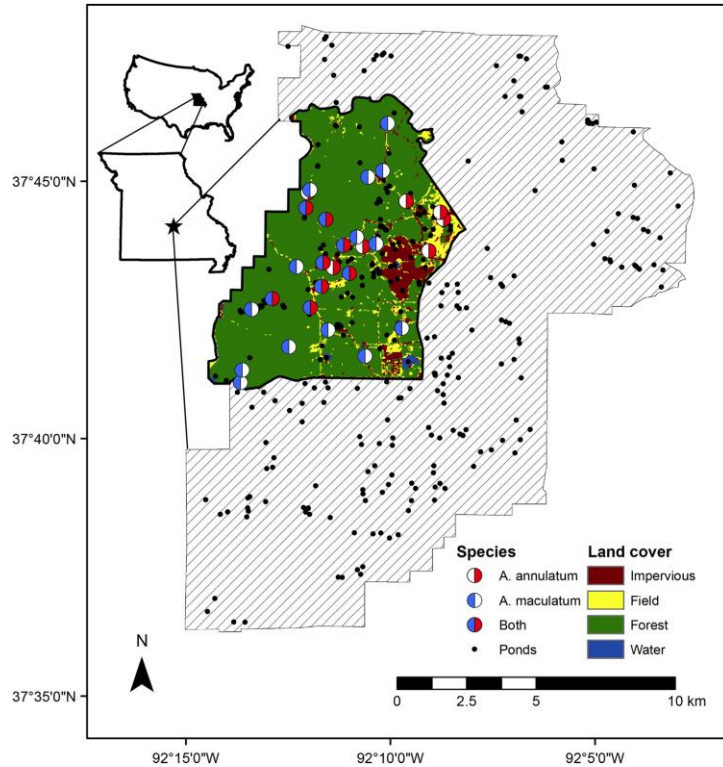 37°45'0"N
37°40'0"N
37°35'0"N
Species
A. annulatum
A. maculatum
Both
Ponds
Land cover
Impervious
Field
Forest
Water
N
0 2.5 5 10 km
92°15'0"W 92°10'0"W 92°5'0"W